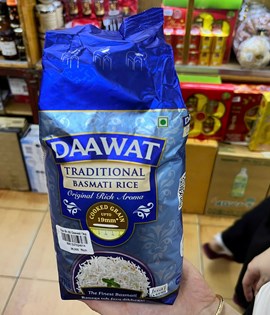 DAAWAT
TRADITIONAL
BASMATI RICE
Original Rich Aroma
COOKED GRAIN
UPTO
19mm*
The Finest Basmati